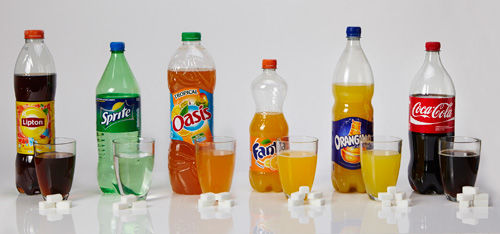 Lipton
Sprite
TROPICAL
Oasis
Fanta
ORANGINA
Coca-Cola